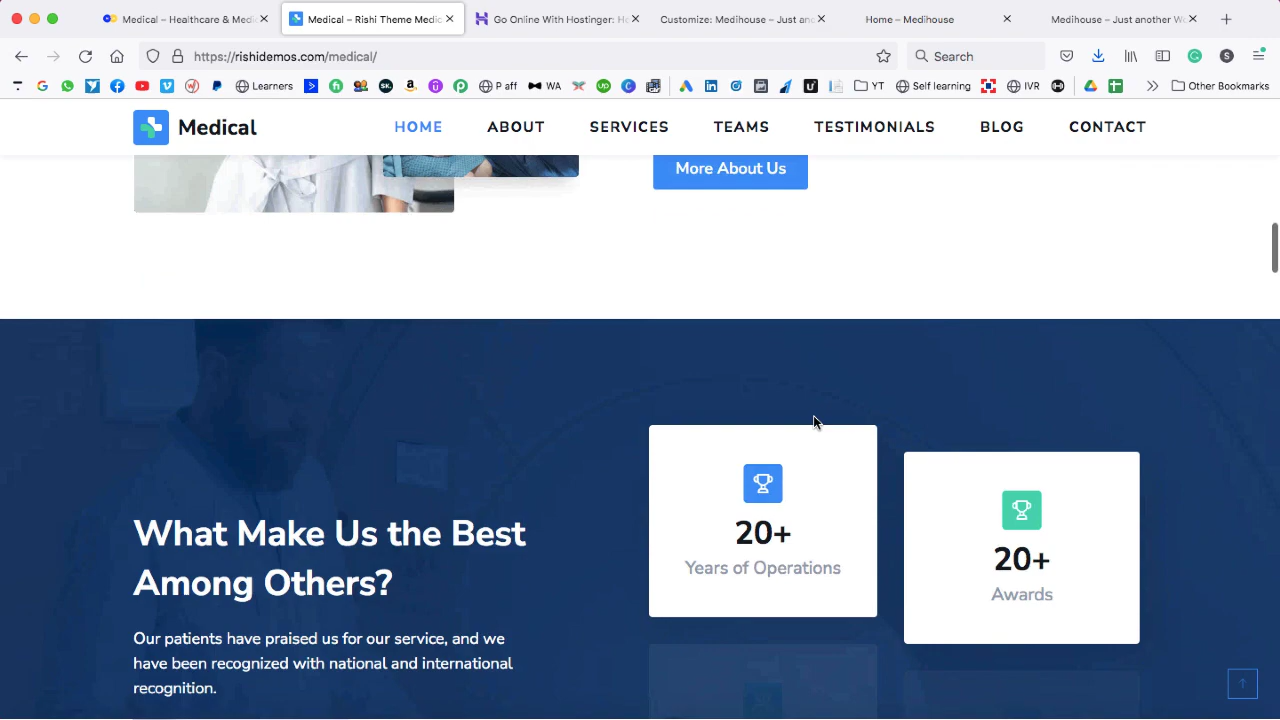 Medical – Healthcare & Medi
Medical – Rishi Theme Medic
Go Online With Hostinger: Ho
Customize: Medihouse – Just an
Home – Medihouse
Medihouse – Just another W
https://rishidemos.com/medical/
Search
S
Learners
P aff
WA
YT
Self learning
IVR
Other Bookmarks
Medical
HOME
ABOUT
SERVICES
TEAMS
TESTIMONIALS
BLOG
CONTACT
More About Us
What Make Us the Best
Among Others?
Our patients have praised us for our service, and we
have been recognized with national and international
recognition.
20+
Years of Operations
20+
Awards